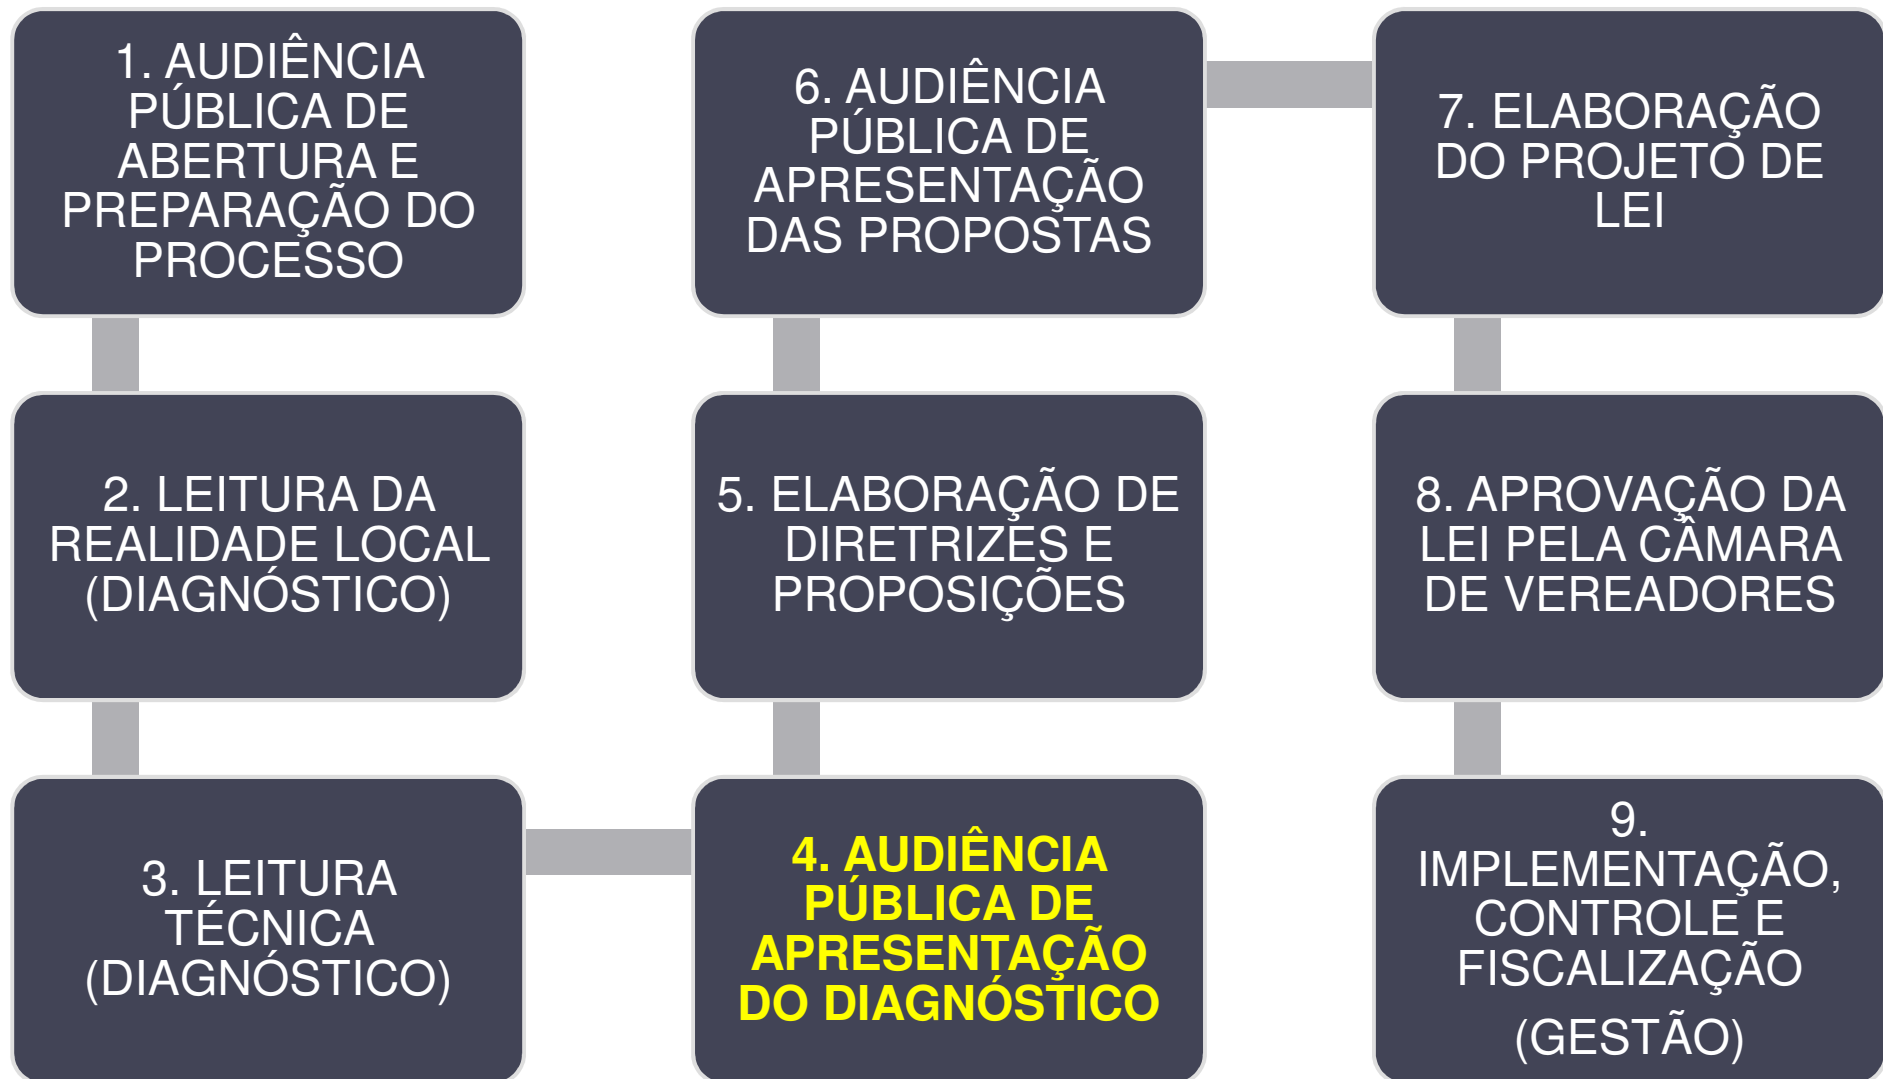 1. AUDIÊNCIA
PÚBLICA DE
ABERTURA E
PREPARAÇÃO DO
PROCESSO
2. LEITURA DA
REALIDADE LOCAL
(DIAGNÓSTICO)
3. LEITURA
TÉCNICA
(DIAGNÓSTICO)
4. AUDIÊNCIA
PÚBLICA DE
APRESENTAÇÃO
DO DIAGNÓSTICO
5. ELABORAÇÃO DE
DIRETRIZES E
PROPOSIÇÕES
6. AUDIÊNCIA
PÚBLICA DE
APRESENTAÇÃO
DAS PROPOSTAS
7. ELABORAÇÃO
DO PROJETO DE
LEI
8. APROVAÇÃO DA
LEI PELA CÂMARA
DE VEREADORES
9.
IMPLEMENTAÇÃO,
CONTROLE E
FISCALIZAÇÃO
(GESTÃO)